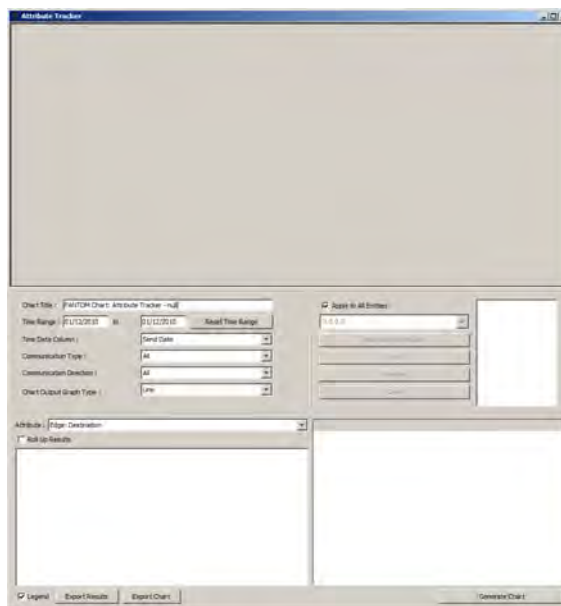 Attribute Tracker
Chart Title : PANTOM Chart: Attribute Tracker - null
Time Range : 01/12/2010 to 01/12/2010 Reset Time Range
Time Date Column : Send Date
Communication Type : All
Communication Direction : All
Chart Output Graph Type : Line
Apply to All Entities
Attribute : Edge: Destination
Roll Up Results
Legend Export Results Export Chart Generate Chart